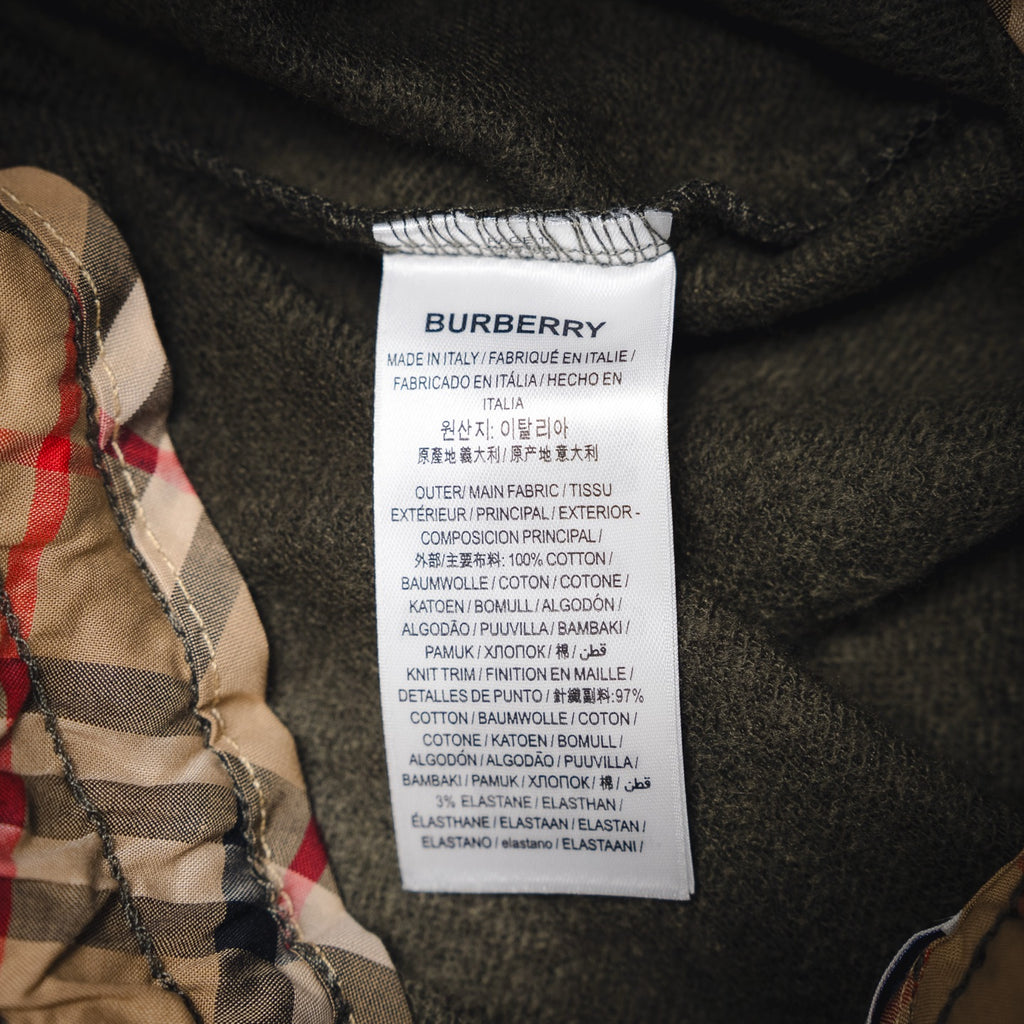 BURBERRY
MADE IN ITALY / FABRIQUÉ EN ITALIE /
FABRICADO EN ITÁLIA / HECHO EN
ITALIA
원산지: 이탈리아
原產地義大利 / 原产地意大利
OUTER/ MAIN FABRIC / TISSU
EXTÉRIEUR / PRINCIPAL / EXTERIOR -
COMPOSICION PRINCIPAL /
外部/主要布料: 100% COTTON /
BAUMWOLLE / COTON / COTONE /
KATOEN / BOMULL / ALGODÓN /
ALGODÃO / PUUVILLA / BAMBAKI /
PAMUK / ХЛОПОК / 棉 / قطن
KNIT TRIM / FINITION EN MAILLE /
DETALLES DE PUNTO / 針織副料:97%
COTTON / BAUMWOLLE / COTON /
COTONE / KATOEN / BOMULL /
ALGODÓN / ALGODÃO / PUUVILLA /
BAMBAKI / PAMUK / ХЛОПОК / 棉 / قطن
3% ELASTANE / ELASTHAN /
ÉLASTHANE / ELASTAAN / ELASTAN /
ELASTANO / elastano / ELASTAANI /